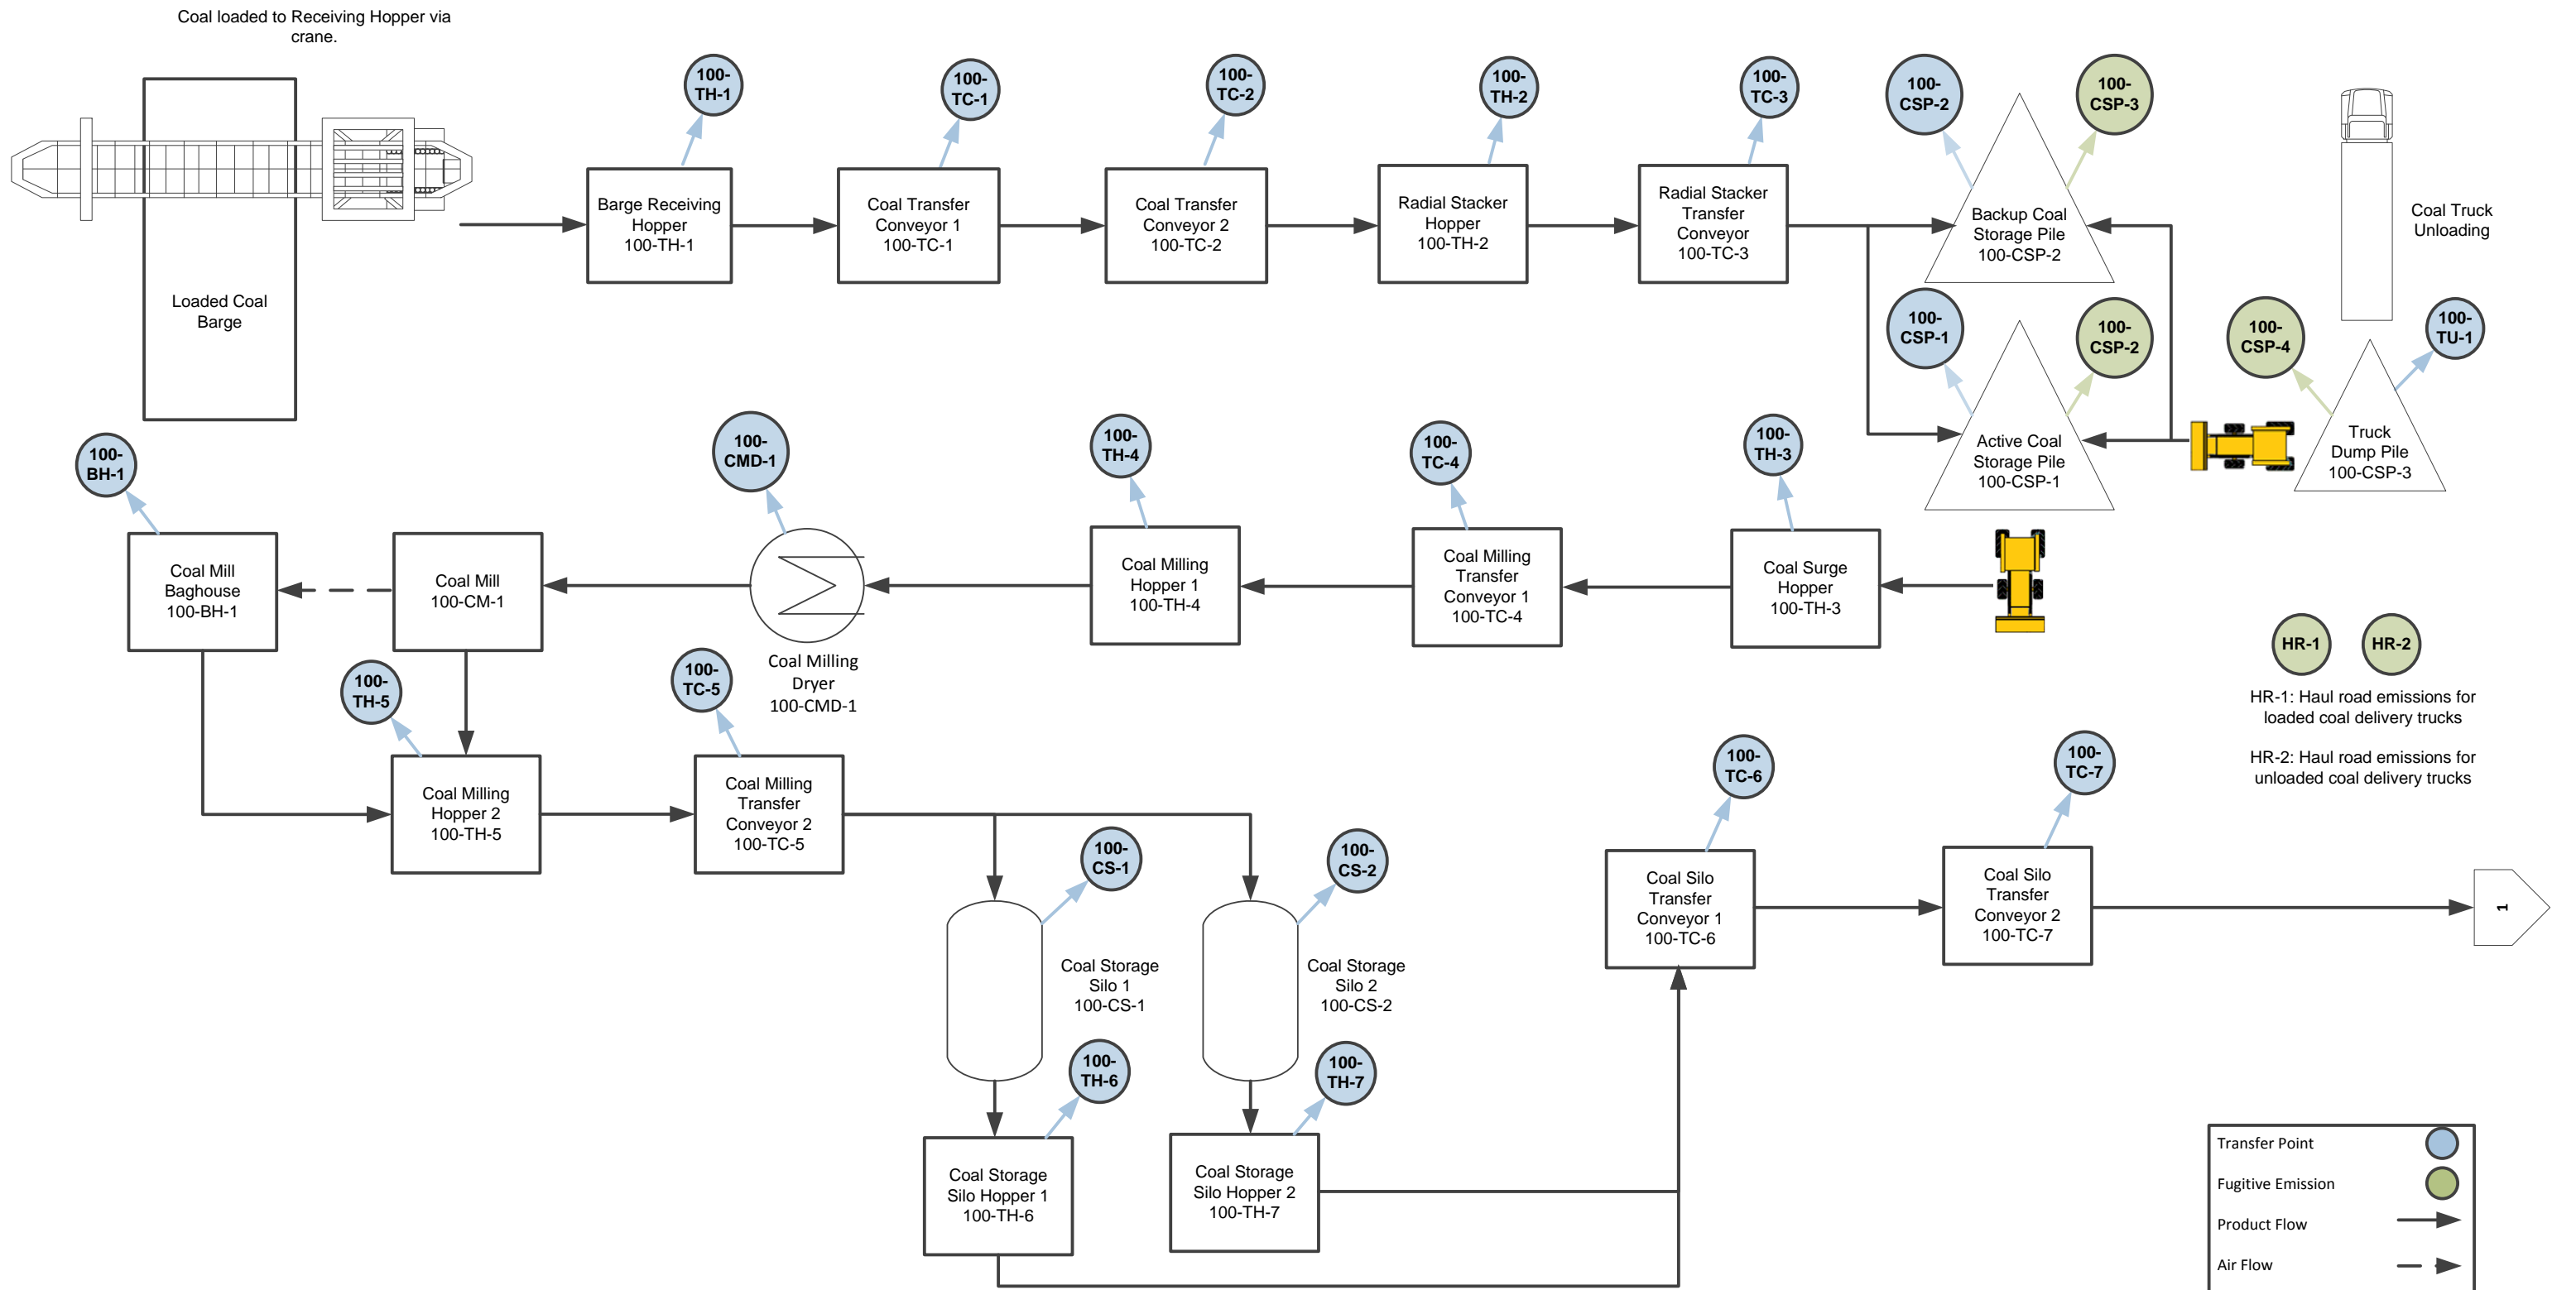 Coal loaded to Receiving Hopper via
crane.
Loaded Coal
Barge
100-
TH-1
100-
TC-1
100-
TC-2
100-
TH-2
100-
TC-3
100-
CSP-2
100-
CSP-3
Barge Receiving
Hopper
100-TH-1
Coal Transfer
Conveyor 1
100-TC-1
Coal Transfer
Conveyor 2
100-TC-2
Radial Stacker
Hopper
100-TH-2
Radial Stacker
Transfer
Conveyor
100-TC-3
Backup Coal
Storage Pile
100-CSP-2
Coal Truck
Unloading
100-
CSP-1
100-
CSP-2
100-
CSP-4
100-
TU-1
Active Coal
Storage Pile
100-CSP-1
Truck
Dump Pile
100-CSP-3
100-
BH-1
100-
CMD-1
100-
TH-4
100-
TC-4
100-
TH-3
Coal Mill
Baghouse
100-BH-1
Coal Mill
100-CM-1
Coal Milling
Dryer
100-CMD-1
Coal Milling
Hopper 1
100-TH-4
Coal Milling
Transfer
Conveyor 1
100-TC-4
Coal Surge
Hopper
100-TH-3
HR-1
HR-2
HR-1: Haul road emissions for
loaded coal delivery trucks
HR-2: Haul road emissions for
unloaded coal delivery trucks
100-
TH-5
100-
TC-5
Coal Milling
Hopper 2
100-TH-5
Coal Milling
Transfer
Conveyor 2
100-TC-5
100-
CS-1
100-
CS-2
100-
TC-6
100-
TC-7
Coal Storage
Silo 1
100-CS-1
Coal Storage
Silo 2
100-CS-2
Coal Silo
Transfer
Conveyor 1
100-TC-6
Coal Silo
Transfer
Conveyor 2
100-TC-7
1
100-
TH-6
100-
TH-7
Coal Storage
Silo Hopper 1
100-TH-6
Coal Storage
Silo Hopper 2
100-TH-7
Transfer Point
Fugitive Emission
Product Flow
Air Flow